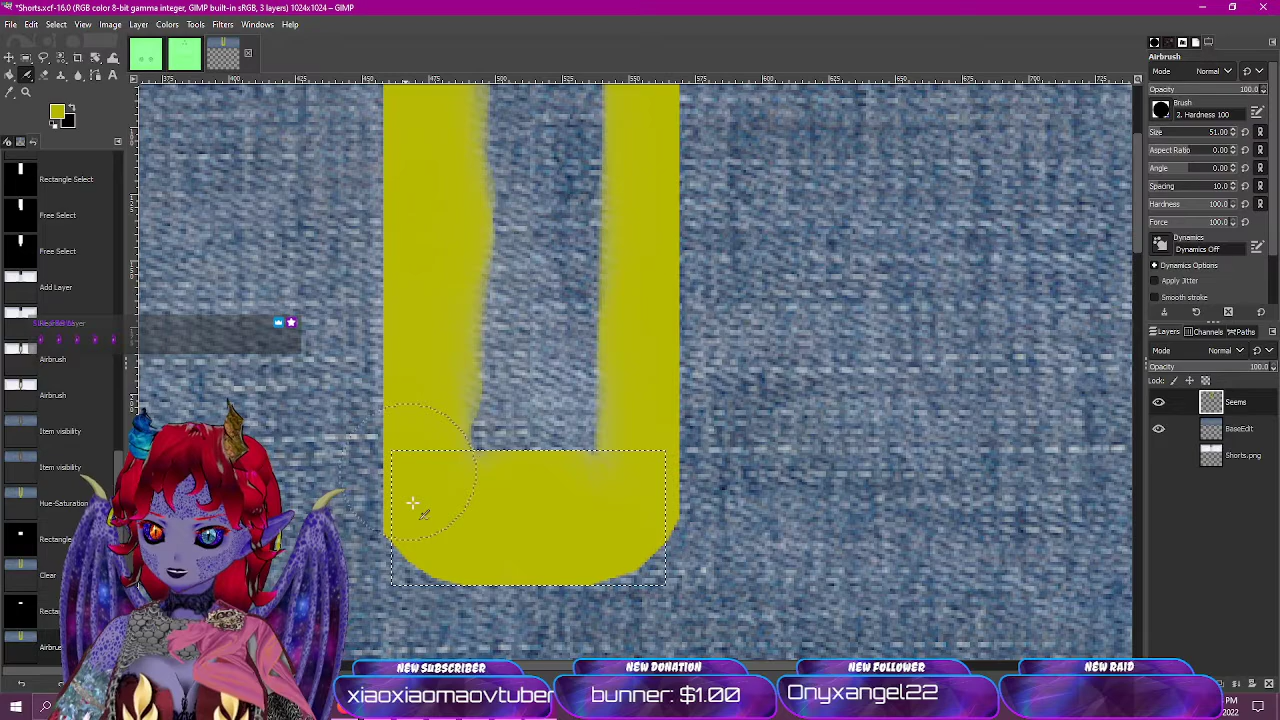 *Shorts.xcf-16.0 (RGB color 8-bit gamma integer, GIMP built-in sRGB, 3 layers) 1024x1024 – GIMP
File Edit Select View Image Layer Colors Tools Filters Windows Help
Rectangle Select
Free Select
Free Select
Add Layer
Airbrush
Airbrush
Item visibility
Item visibility
Clear
Airbrush
Mode Normal
Opacity 100.0
Brush
2. Hardness 100
Size 51.00
Aspect Ratio 0.00
Angle 0.00
Spacing 10.0
Hardness 100.0
Force 100.0
Dynamics
Dynamics Off
Dynamics Options
Apply Jitter
Smooth stroke
Layers Channels Paths
Mode Normal
Opacity 100.0
Lock:
Seems
BaseEdit
Shorts.png
NEW SUBSCRIBER
xiaoxiaomaovtuber
NEW DONATION
bunner: $1.00
NEW FOLLOWER
Onyxangel22
NEW RAID